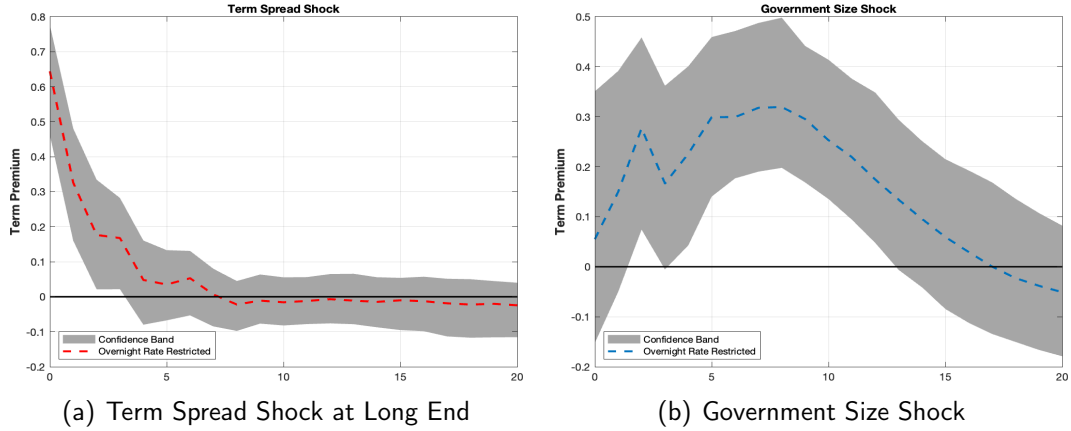 Term Spread Shock
0.8
0.7
0.6
0.5
0.4
0.3
0.2
0.1
0
-0.1
-0.2
Term Premium
Confidence Band
Overnight Rate Restricted
0 5 10 15 20
(a) Term Spread Shock at Long End
Government Size Shock
0.5
0.4
0.3
0.2
0.1
0
-0.1
-0.2
Term Premium
Confidence Band
Overnight Rate Restricted
0 5 10 15 20
(b) Government Size Shock